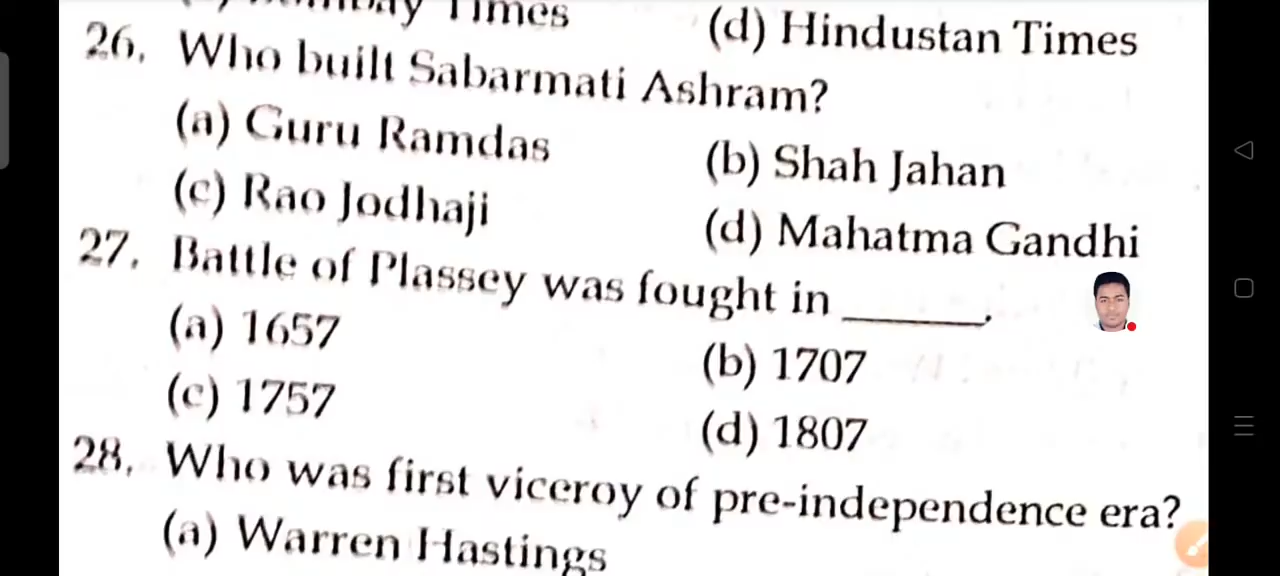 Times
(d) Hindustan Times
26. Who built Sabarmati Ashram?
(a) Guru Ramdas
(b) Shah Jahan
(c) Rao Jodhaji
(d) Mahatma Gandhi
27. Battle of Plassey was fought in ______.
(a) 1657
(b) 1707
(c) 1757
(d) 1807
28. Who was first viceroy of pre-independence era?
(a) Warren Hastings